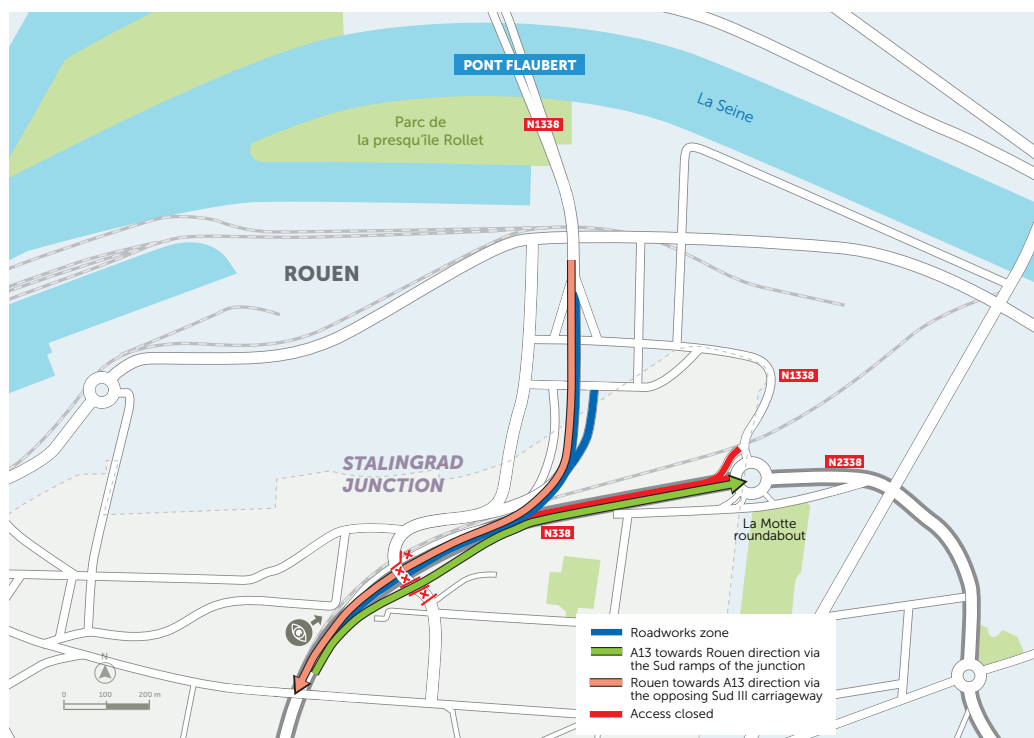 PONT FLAUBERT
La Seine
Parc de
la presqu'île Rollet
N1338
ROUEN
N1338
STALINGRAD
JUNCTION
N2338
La Motte
roundabout
N338
Roadworks zone
A13 towards Rouen direction via
the Sud ramps of the junction
Rouen towards A13 direction via
the opposing Sud III carriageway
Access closed
N
0 100 200 m